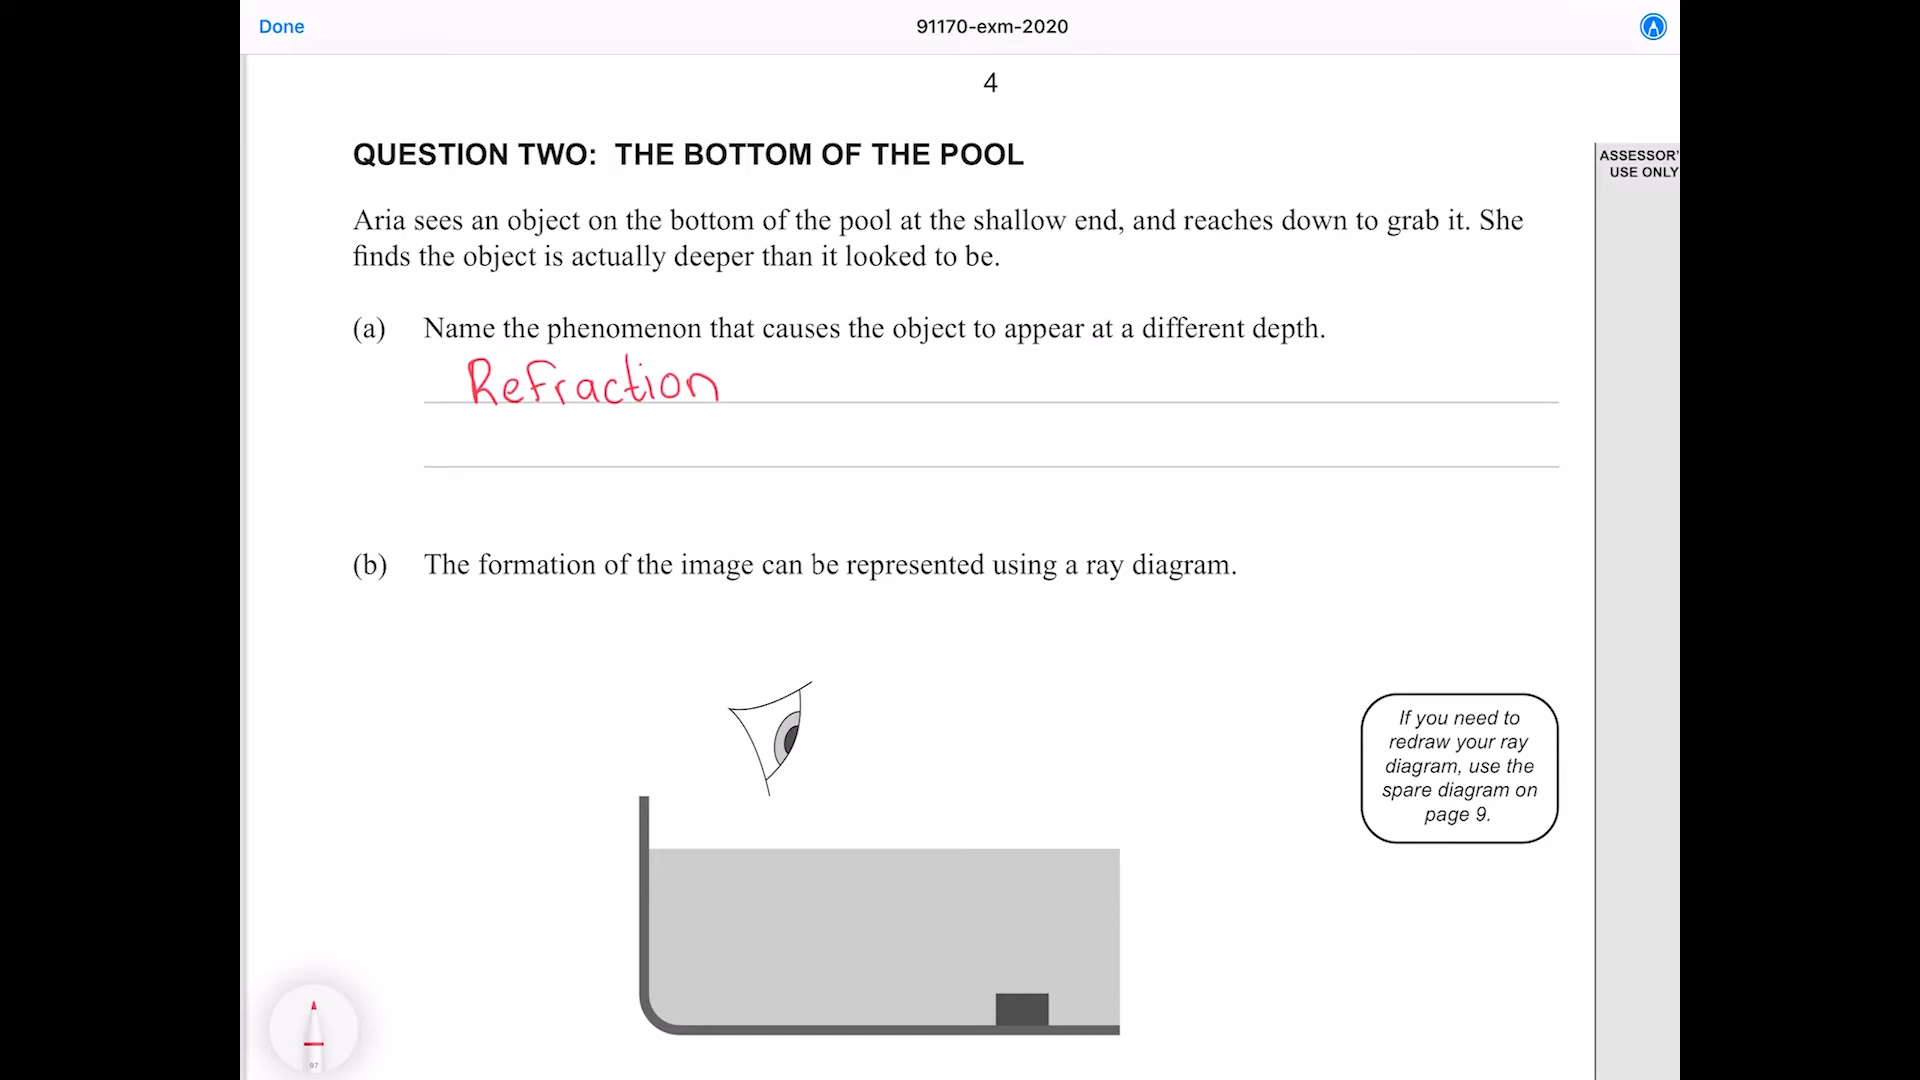 Done
91170-exm-2020
4
QUESTION TWO: THE BOTTOM OF THE POOL
ASSESSOR'
USE ONLY
Aria sees an object on the bottom of the pool at the shallow end, and reaches down to grab it. She
finds the object is actually deeper than it looked to be.
(a) Name the phenomenon that causes the object to appear at a different depth.
Refraction
(b) The formation of the image can be represented using a ray diagram.
If you need to
redraw your ray
diagram, use the
spare diagram on
page 9.
97